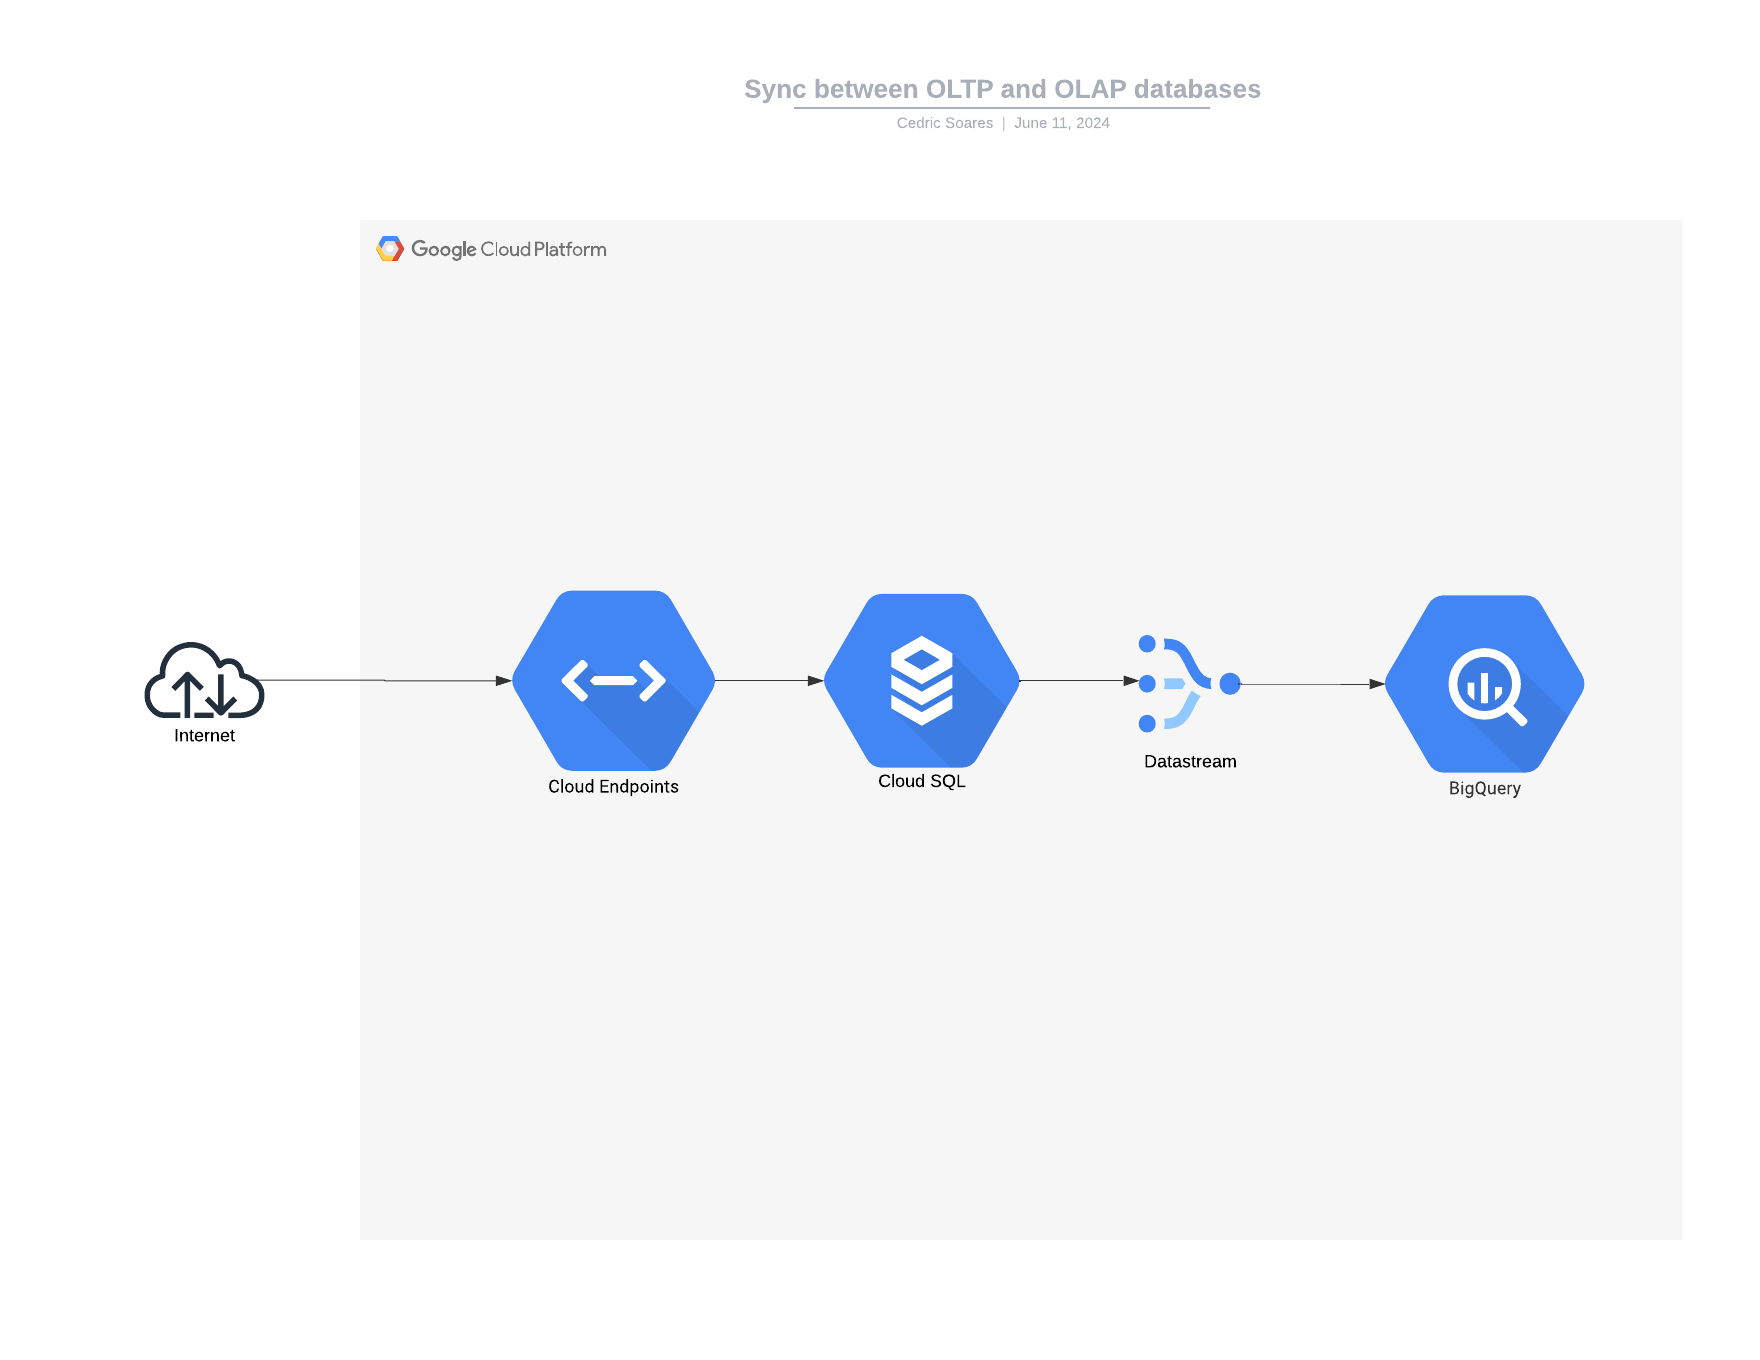 Sync between OLTP and OLAP databases
Cedric Soares | June 11, 2024
Google Cloud Platform
Internet
Cloud Endpoints
Cloud SQL
Datastream
BigQuery